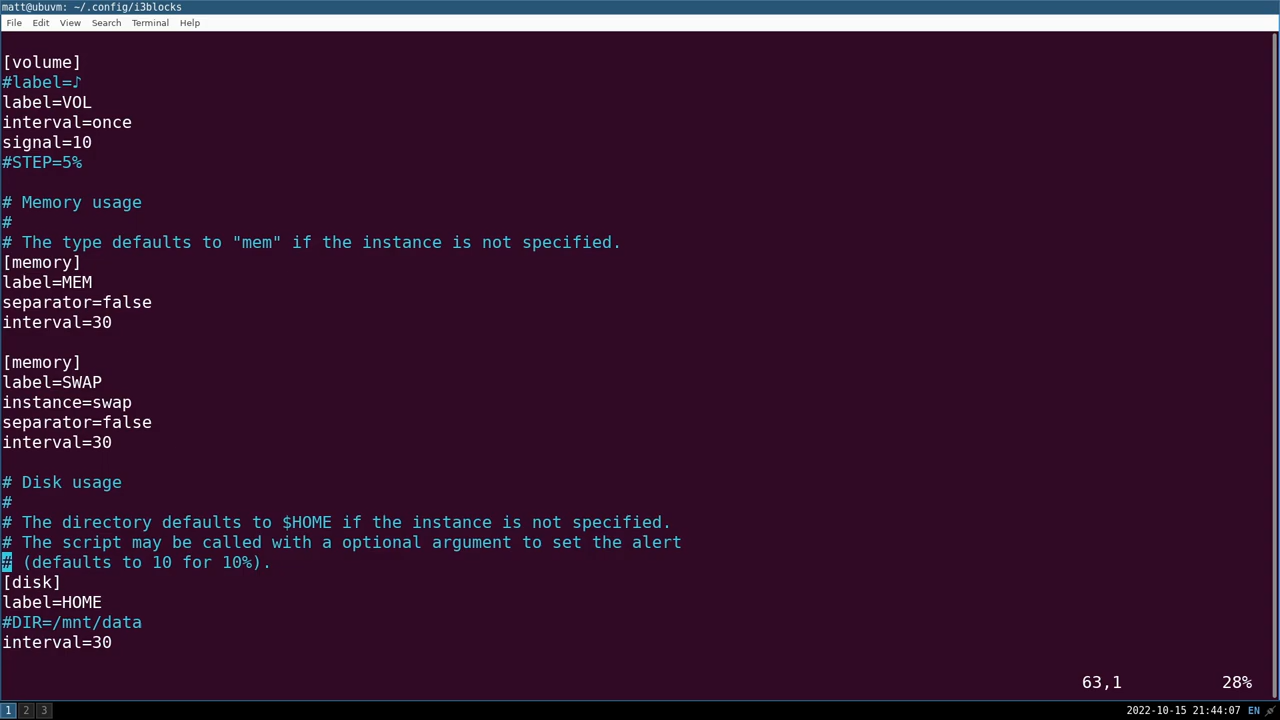 matt@ubuvm: ~/.config/i3blocks
File Edit View Search Terminal Help
[volume]
#label=♪
label=VOL
interval=once
signal=10
#STEP=5%
# Memory usage
#
# The type defaults to "mem" if the instance is not specified.
[memory]
label=MEM
separator=false
interval=30
[memory]
label=SWAP
instance=swap
separator=false
interval=30
# Disk usage
#
# The directory defaults to $HOME if the instance is not specified.
# The script may be called with a optional argument to set the alert
# (defaults to 10 for 10%).
[disk]
label=HOME
#DIR=/mnt/data
interval=30
63,1 28%
1 2 3 2022-10-15 21:44:07 EN